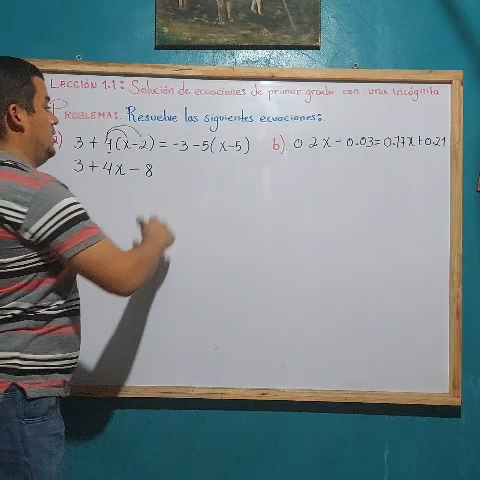 LECCIÓN 1.1: Solución de ecuaciones de primer grado con una incógnita
PROBLEMA: Resuelve las siguientes ecuaciones:
) 3 + 4(x-2) = -3 -5(x-5) b). 0.2x - 0.03 = 0.77x + 0.21
3 + 4x - 8